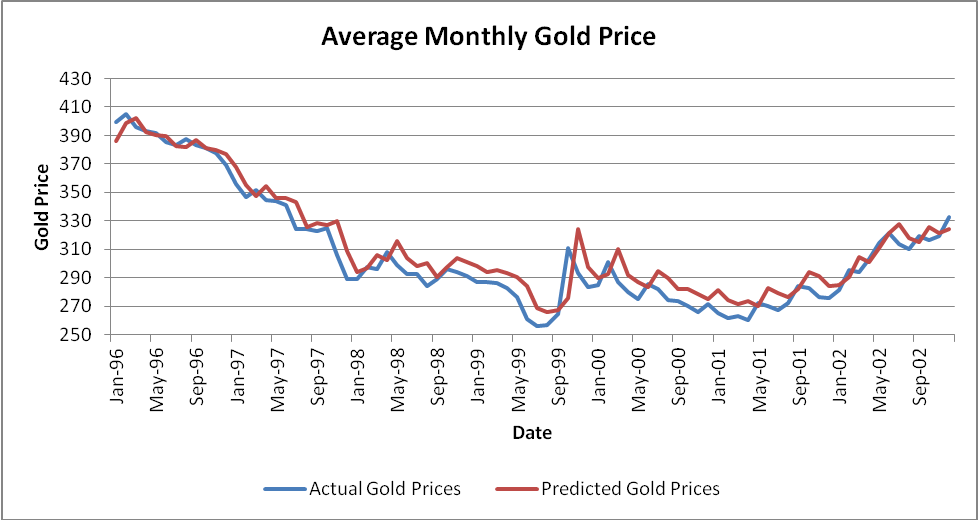 Average Monthly Gold Price
Gold Price
430
410
390
370
350
330
310
290
270
250
Jan-96
May-96
Sep-96
Jan-97
May-97
Sep-97
Jan-98
May-98
Sep-98
Jan-99
May-99
Sep-99
Jan-00
May-00
Sep-00
Jan-01
May-01
Sep-01
Jan-02
May-02
Sep-02
Date
Actual Gold Prices
Predicted Gold Prices